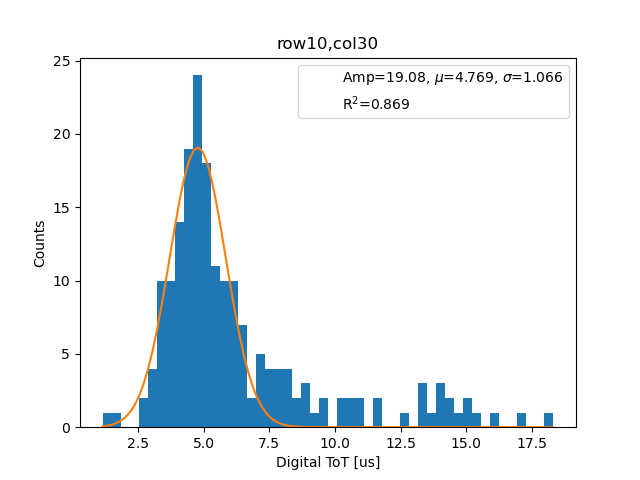 row10,col30
Amp=19.08, μ=4.769, σ=1.066
R²=0.869
25
20
15
10
5
0
Counts
2.5 5.0 7.5 10.0 12.5 15.0 17.5
Digital ToT [us]